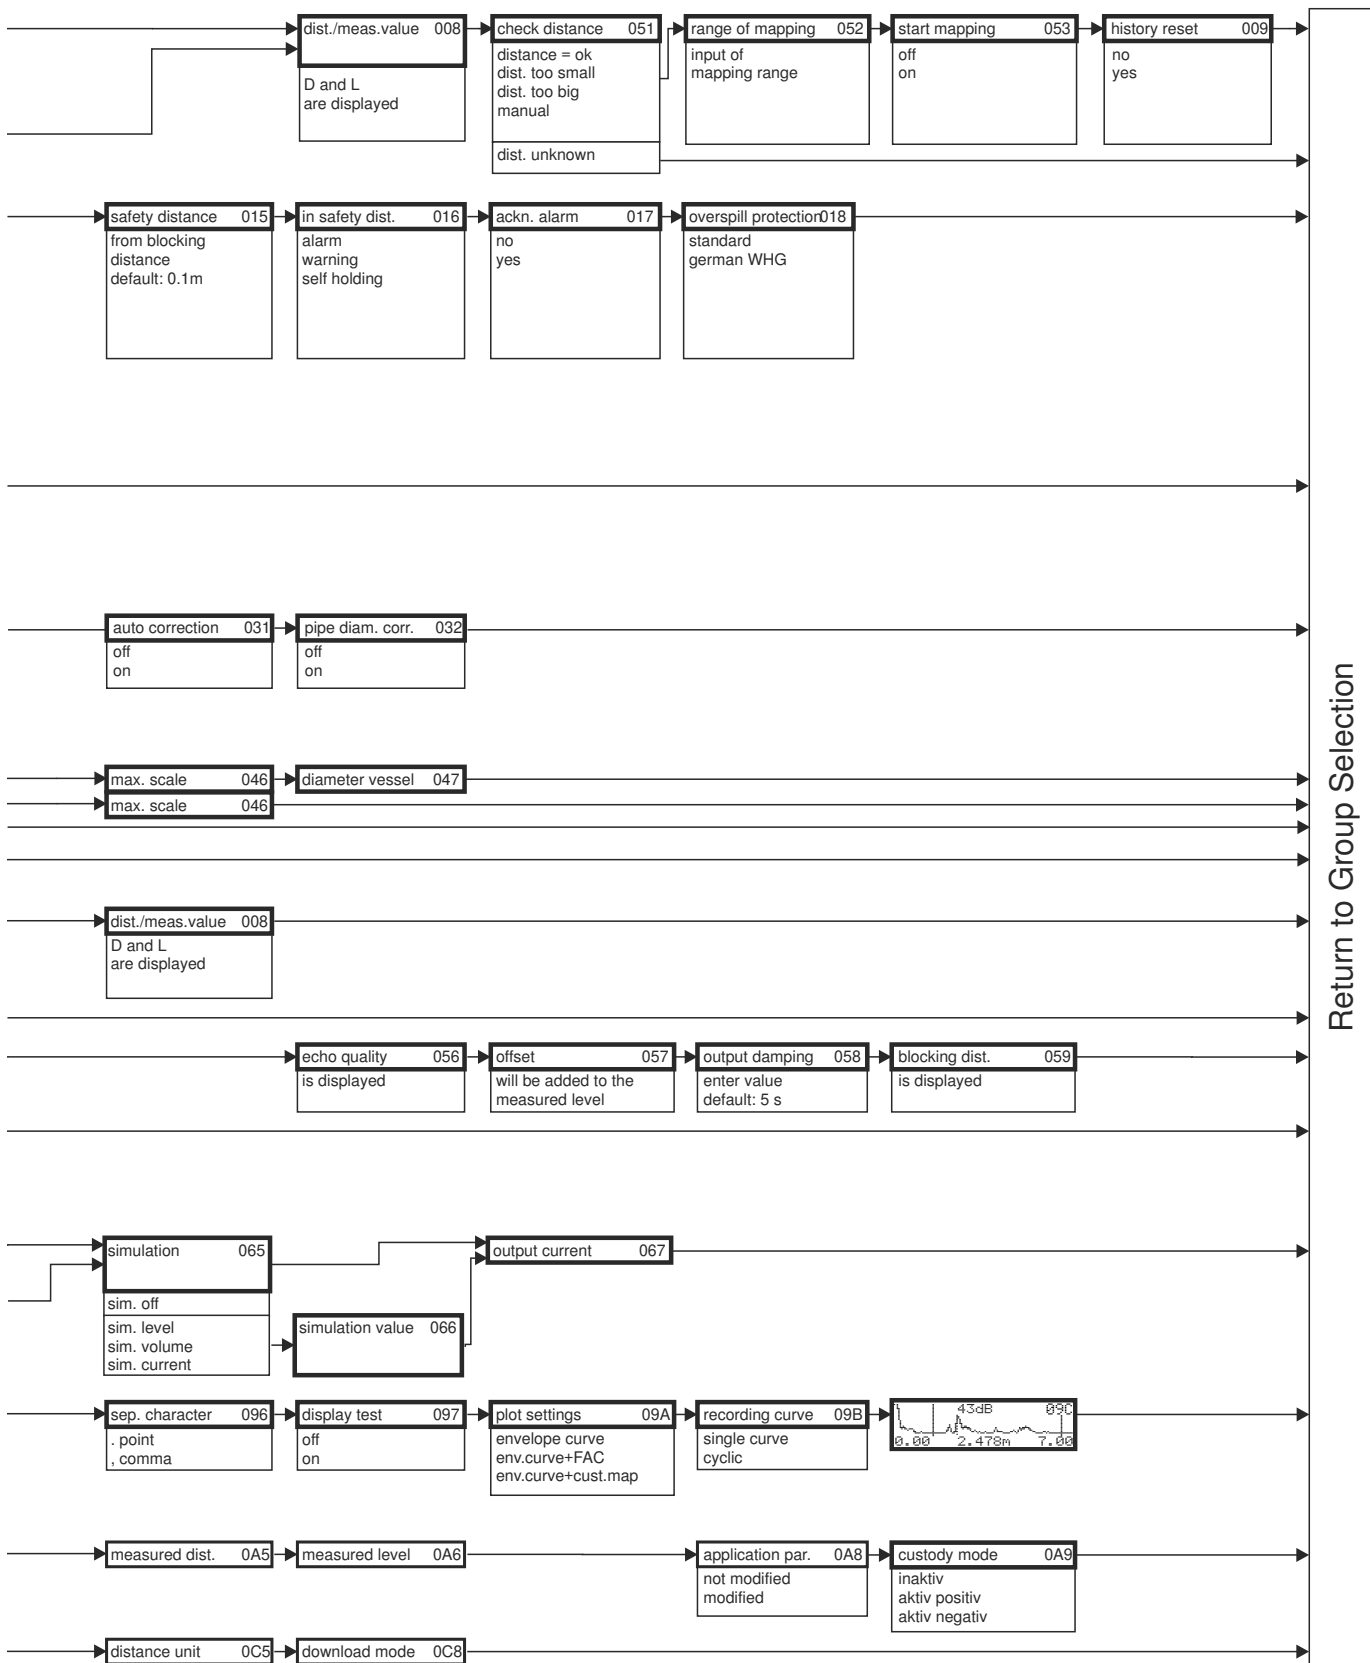 dist./meas.value 008
D and L
are displayed
check distance 051
distance = ok
dist. too small
dist. too big
manual
dist. unknown
range of mapping 052
input of
mapping range
start mapping 053
off
on
history reset 009
no
yes
safety distance 015
from blocking
distance
default: 0.1m
in safety dist. 016
alarm
warning
self holding
ackn. alarm 017
no
yes
overspill protection018
standard
german WHG
auto correction 031
off
on
pipe diam. corr. 032
off
on
max. scale 046
diameter vessel 047
max. scale 046
dist./meas.value 008
D and L
are displayed
echo quality 056
is displayed
offset 057
will be added to the
measured level
output damping 058
enter value
default: 5 s
blocking dist. 059
is displayed
simulation 065
sim. off
sim. level
sim. volume
sim. current
simulation value 066
output current 067
sep. character 096
. point
, comma
display test 097
off
on
plot settings 09A
envelope curve
env.curve+FAC
env.curve+cust.map
recording curve 09B
single curve
cyclic
43dB 09C
0.00 2.478m 7.00
measured dist. 0A5
measured level 0A6
application par. 0A8
not modified
modified
custody mode 0A9
inaktiv
aktiv positiv
aktiv negativ
distance unit 0C5
download mode 0C8
Return to Group Selection